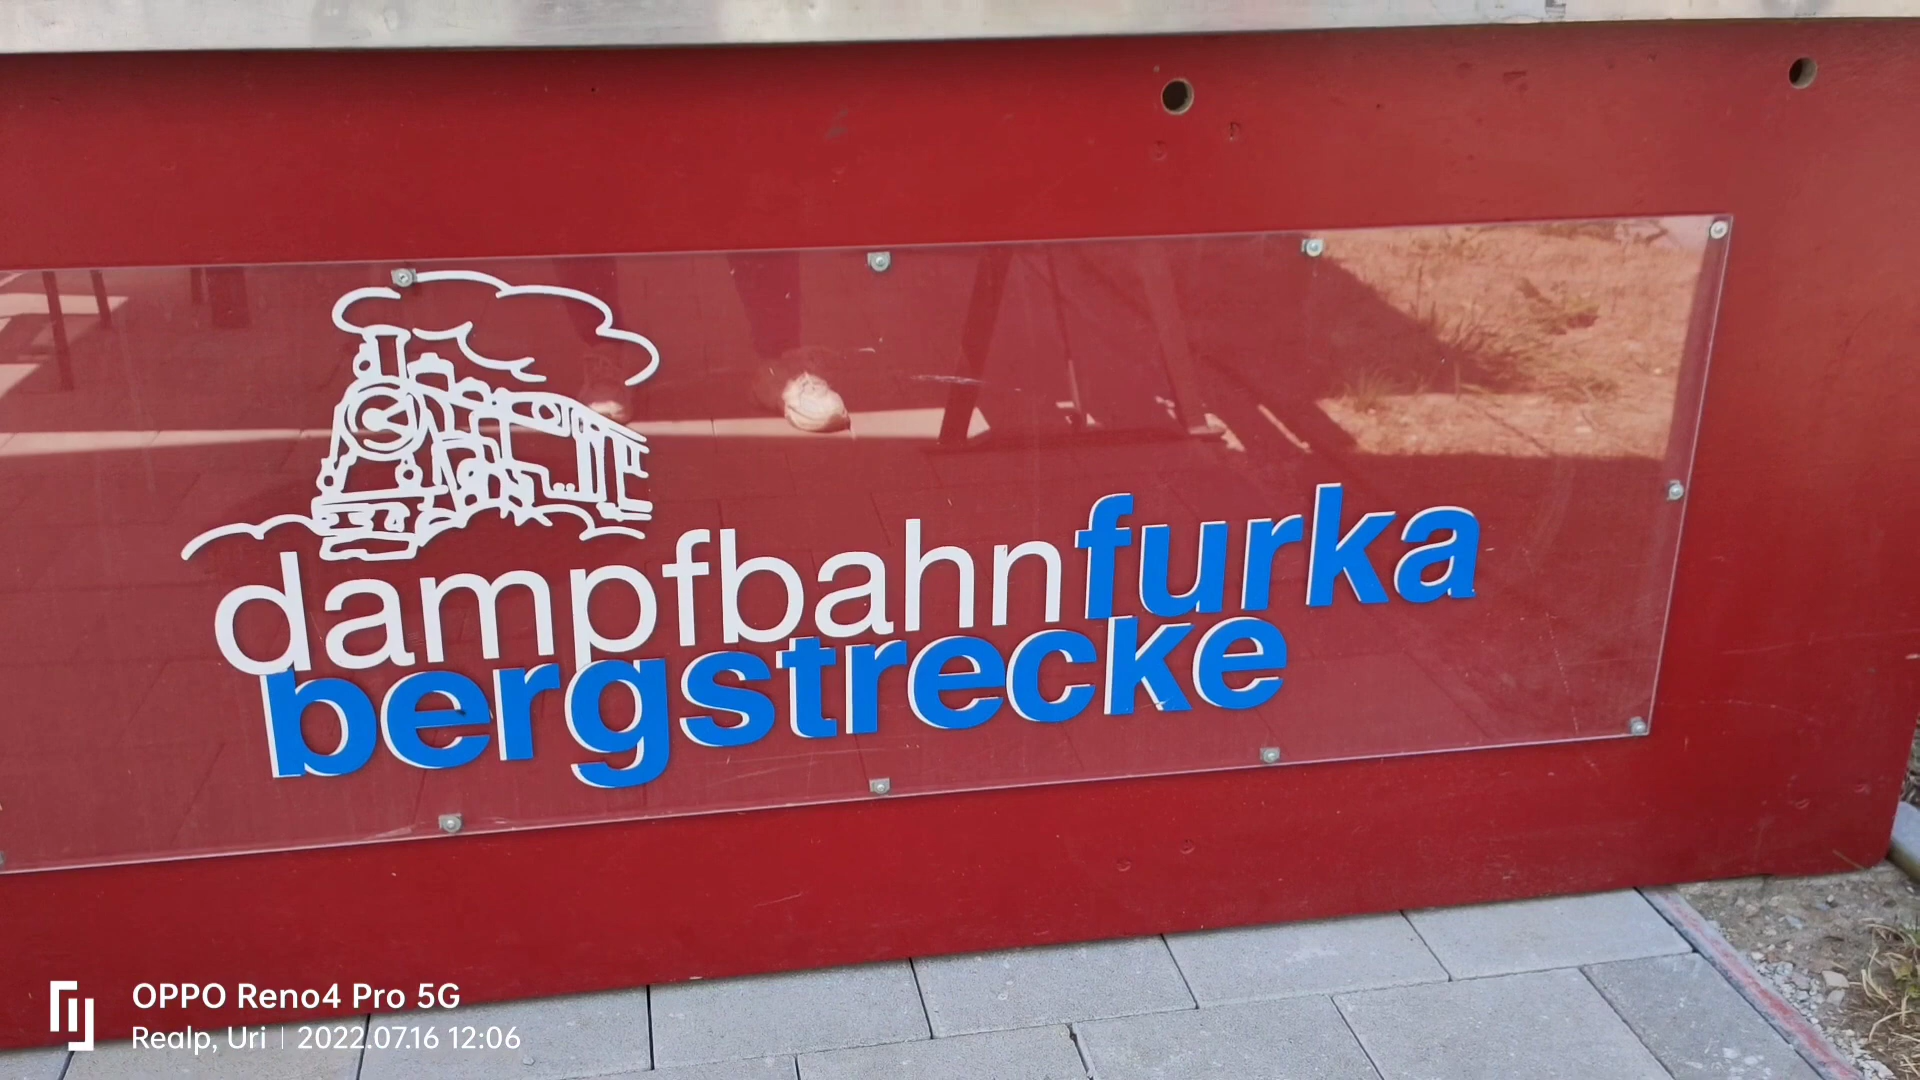 dampfbahnfurka
bergstrecke
OPPO Reno4 Pro 5G
Realp, Uri | 2022.07.16 12:06